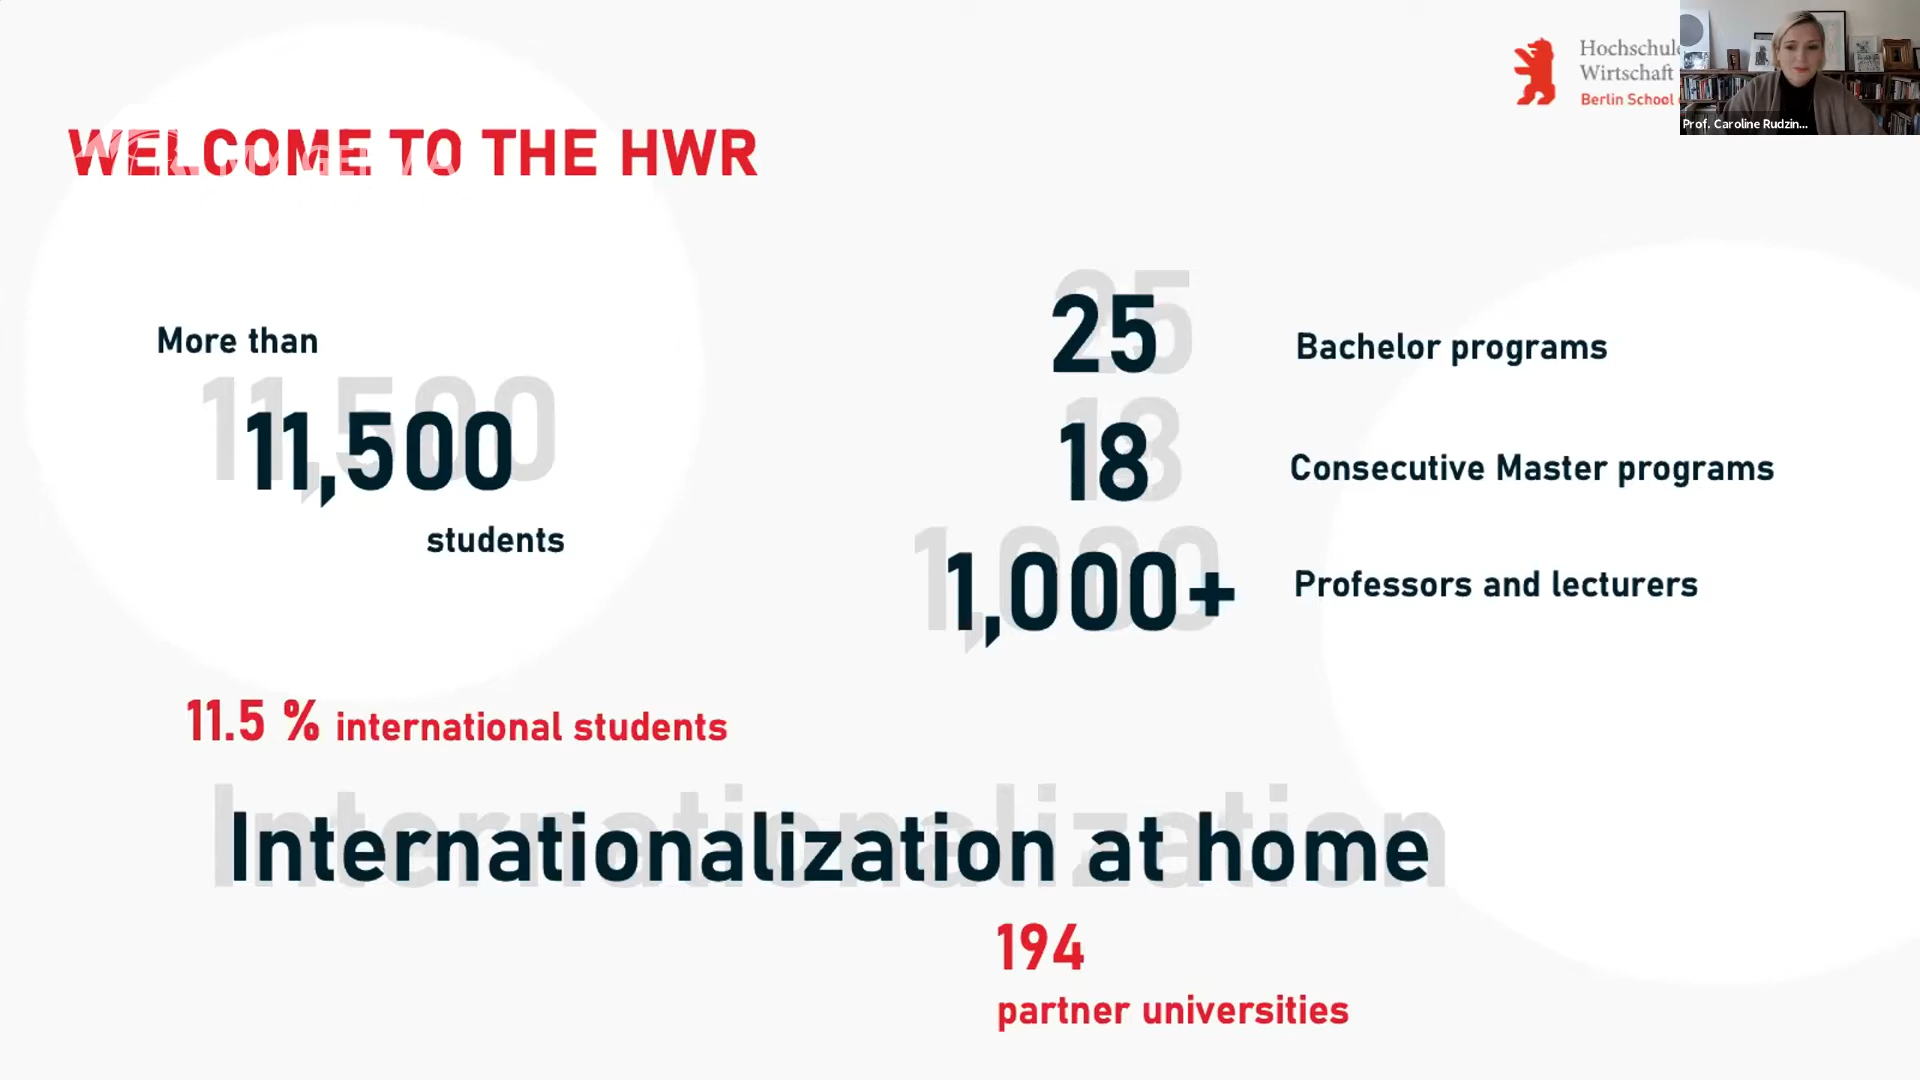 Hochschule
Wirtschaft
Berlin School
Prof. Caroline Rudzin...
WELCOME TO THE HWR
More than
11,500
students
25 Bachelor programs
18 Consecutive Master programs
1,000+ Professors and lecturers
11.5 % international students
Internationalization at home
194
partner universities